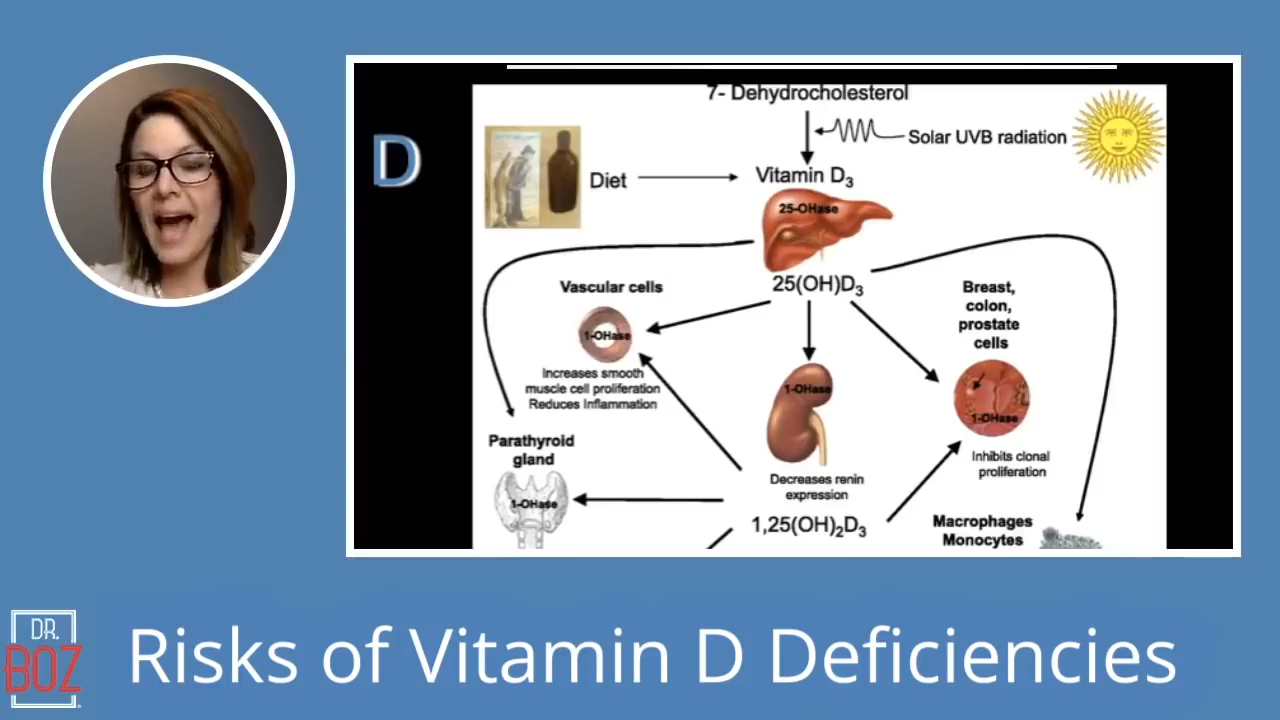 D
7- Dehydrocholesterol
Solar UVB radiation
Diet
Vitamin D₃
25-OHase
25(OH)D₃
Vascular cells
1-OHase
Increases smooth
muscle cell proliferation
Reduces Inflammation
Breast,
colon,
prostate
cells
1-OHase
Inhibits clonal
proliferation
1-OHase
Decreases renin
expression
Parathyroid
gland
1-OHase
1,25(OH)₂D₃
Macrophages
Monocytes
DR.
BOZ
Risks of Vitamin D Deficiencies